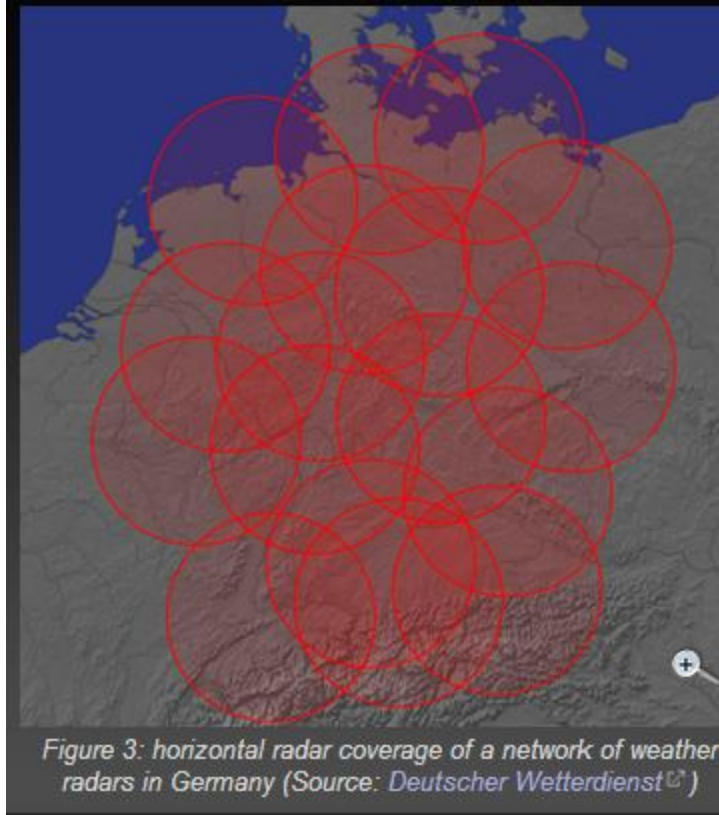 Figure 3: horizontal radar coverage of a network of weather
radars in Germany (Source: Deutscher Wetterdienst)